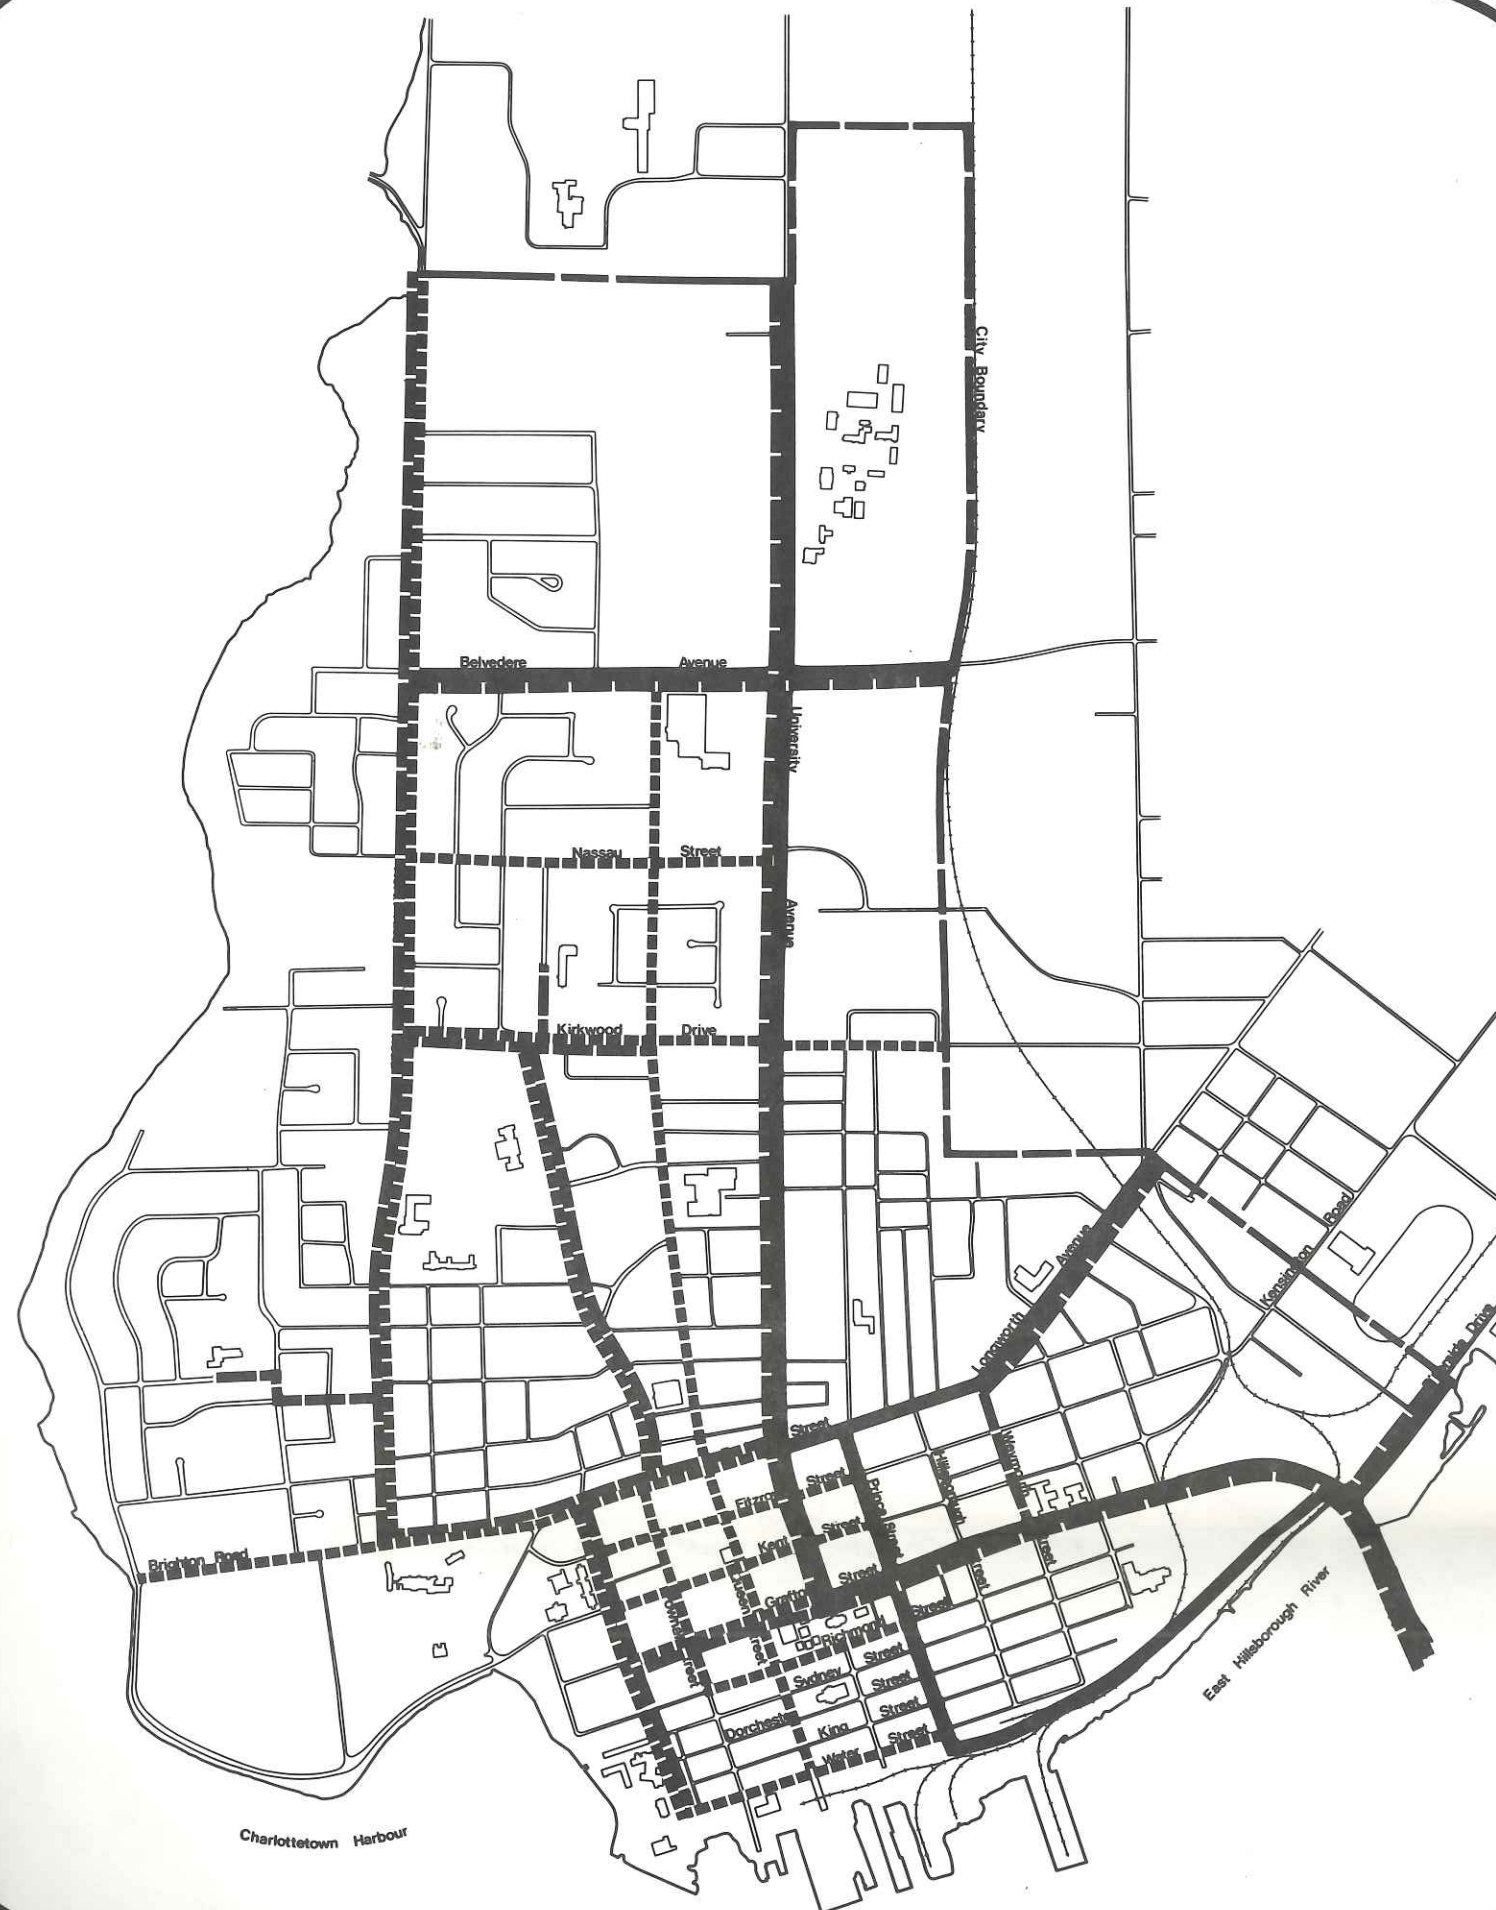 City Boundary
Belvedere Avenue
University
Nassau Street
Avenue
Kirkwood Drive
Longworth Avenue
Kensington Road
Street
Street
Prince Street
Hillsborough
Weymouth
Street
Kent
Street
Brighton Road
Queen
Street
Richmond
Street
Sydney
Street
Street
Dorchester
King
Street
Water
Street
East Hillsborough River
Charlottetown Harbour